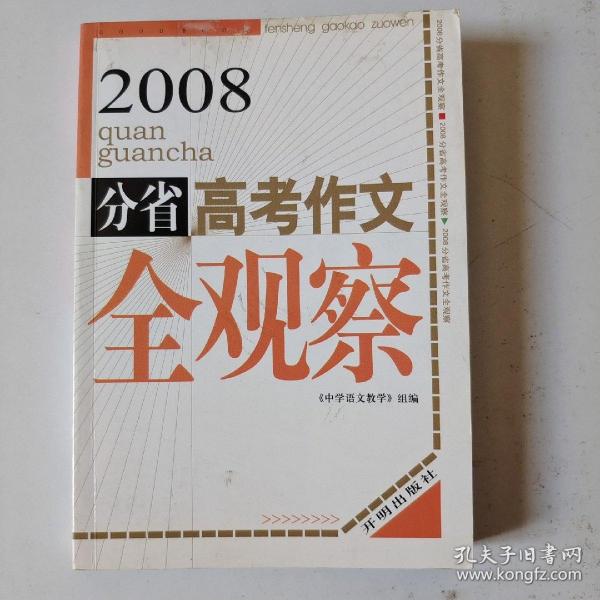 fensheng gaokao zuowen
2008
quan
guancha
分省高考作文
全观察
《中学语文教学》组编
2008分省高考作文全观察■2008分省高考作文全观察▶2008分省高考作文全观察
>>>>>>>>>
开明出版社
孔夫子旧书网
www.kongfz.com